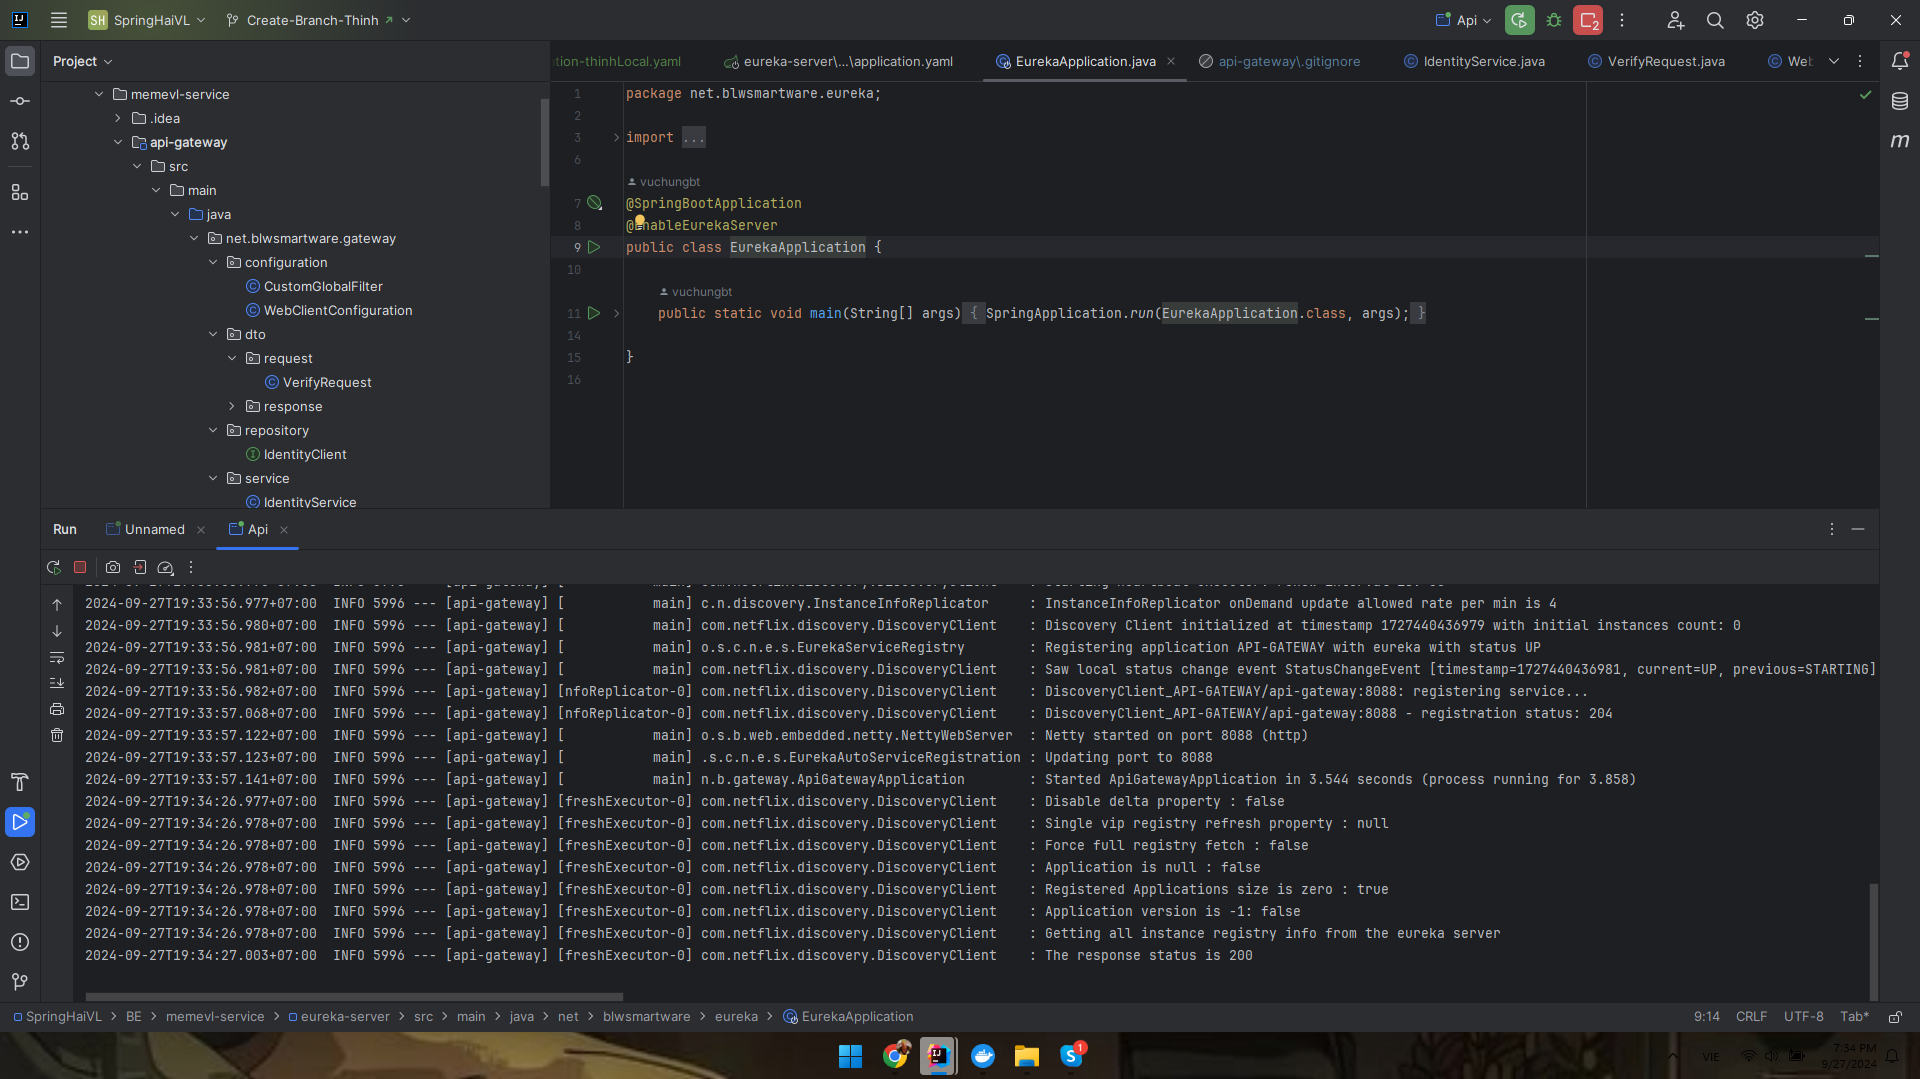 SH SpringHaiVL Create-Branch-Thinh Api
Project
tion-thinhLocal.yaml eureka-server\...\application.yaml EurekaApplication.java api-gateway\.gitignore IdentityService.java VerifyRequest.java Web
memevl-service
.idea
api-gateway
src
main
java
net.blwsmartware.gateway
configuration
CustomGlobalFilter
WebClientConfiguration
dto
request
VerifyRequest
response
repository
IdentityClient
service
IdentityService
1 package net.blwsmartware.eureka;
2
3 import ...
6
vuchungbt
7 @SpringBootApplication
8 @EnableEurekaServer
9 public class EurekaApplication {
10
vuchungbt
11 public static void main(String[] args) { SpringApplication.run(EurekaApplication.class, args); }
14
15 }
16
Run Unnamed Api
2024-09-27T19:33:56.977+07:00 INFO 5996 --- [api-gateway] [ main] c.n.discovery.InstanceInfoReplicator : InstanceInfoReplicator onDemand update allowed rate per min is 4
2024-09-27T19:33:56.980+07:00 INFO 5996 --- [api-gateway] [ main] com.netflix.discovery.DiscoveryClient : Discovery Client initialized at timestamp 1727440436979 with initial instances count: 0
2024-09-27T19:33:56.981+07:00 INFO 5996 --- [api-gateway] [ main] o.s.c.n.e.s.EurekaServiceRegistry : Registering application API-GATEWAY with eureka with status UP
2024-09-27T19:33:56.981+07:00 INFO 5996 --- [api-gateway] [ main] com.netflix.discovery.DiscoveryClient : Saw local status change event StatusChangeEvent [timestamp=1727440436981, current=UP, previous=STARTING]
2024-09-27T19:33:56.982+07:00 INFO 5996 --- [api-gateway] [nfoReplicator-0] com.netflix.discovery.DiscoveryClient : DiscoveryClient_API-GATEWAY/api-gateway:8088: registering service...
2024-09-27T19:33:57.068+07:00 INFO 5996 --- [api-gateway] [nfoReplicator-0] com.netflix.discovery.DiscoveryClient : DiscoveryClient_API-GATEWAY/api-gateway:8088 - registration status: 204
2024-09-27T19:33:57.122+07:00 INFO 5996 --- [api-gateway] [ main] o.s.b.web.embedded.netty.NettyWebServer : Netty started on port 8088 (http)
2024-09-27T19:33:57.123+07:00 INFO 5996 --- [api-gateway] [ main] .s.c.n.e.s.EurekaAutoServiceRegistration : Updating port to 8088
2024-09-27T19:33:57.141+07:00 INFO 5996 --- [api-gateway] [ main] n.b.gateway.ApiGatewayApplication : Started ApiGatewayApplication in 3.544 seconds (process running for 3.858)
2024-09-27T19:34:26.977+07:00 INFO 5996 --- [api-gateway] [freshExecutor-0] com.netflix.discovery.DiscoveryClient : Disable delta property : false
2024-09-27T19:34:26.978+07:00 INFO 5996 --- [api-gateway] [freshExecutor-0] com.netflix.discovery.DiscoveryClient : Single vip registry refresh property : null
2024-09-27T19:34:26.978+07:00 INFO 5996 --- [api-gateway] [freshExecutor-0] com.netflix.discovery.DiscoveryClient : Force full registry fetch : false
2024-09-27T19:34:26.978+07:00 INFO 5996 --- [api-gateway] [freshExecutor-0] com.netflix.discovery.DiscoveryClient : Application is null : false
2024-09-27T19:34:26.978+07:00 INFO 5996 --- [api-gateway] [freshExecutor-0] com.netflix.discovery.DiscoveryClient : Registered Applications size is zero : true
2024-09-27T19:34:26.978+07:00 INFO 5996 --- [api-gateway] [freshExecutor-0] com.netflix.discovery.DiscoveryClient : Application version is -1: false
2024-09-27T19:34:26.978+07:00 INFO 5996 --- [api-gateway] [freshExecutor-0] com.netflix.discovery.DiscoveryClient : Getting all instance registry info from the eureka server
2024-09-27T19:34:27.003+07:00 INFO 5996 --- [api-gateway] [freshExecutor-0] com.netflix.discovery.DiscoveryClient : The response status is 200
SpringHaiVL > BE > memevl-service > eureka-server > src > main > java > net > blwsmartware > eureka > EurekaApplication 9:14 CRLF UTF-8 Tab*
VIE 7:34 PM
9/27/2024